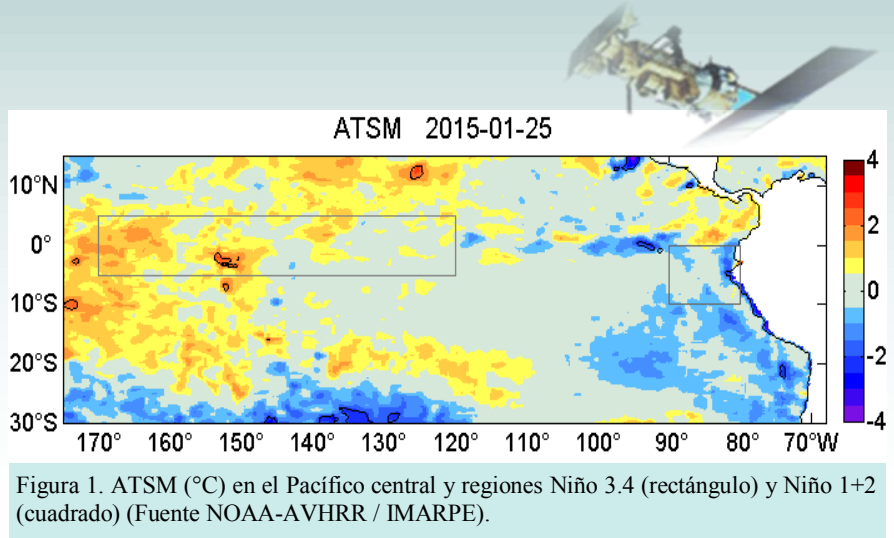 ATSM 2015-01-25
10°N
0°
10°S
20°S
30°S
170° 160° 150° 140° 130° 120° 110° 100° 90° 80° 70°W
4
2
0
-2
-4
Figura 1. ATSM (°C) en el Pacífico central y regiones Niño 3.4 (rectángulo) y Niño 1+2
(cuadrado) (Fuente NOAA-AVHRR / IMARPE).